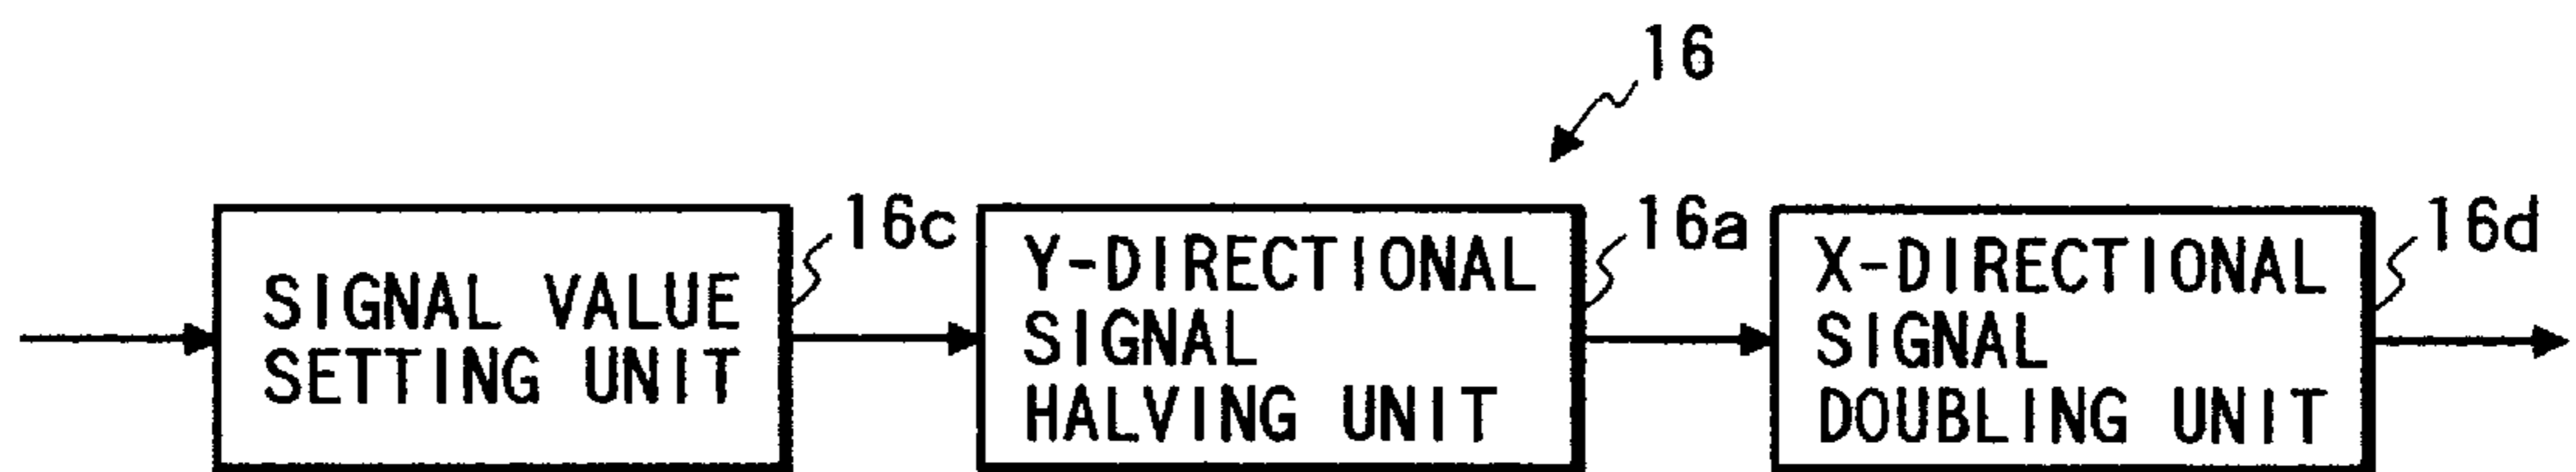 16
16c
SIGNAL VALUE
SETTING UNIT
16a
Y-DIRECTIONAL
SIGNAL
HALVING UNIT
16d
X-DIRECTIONAL
SIGNAL
DOUBLING UNIT